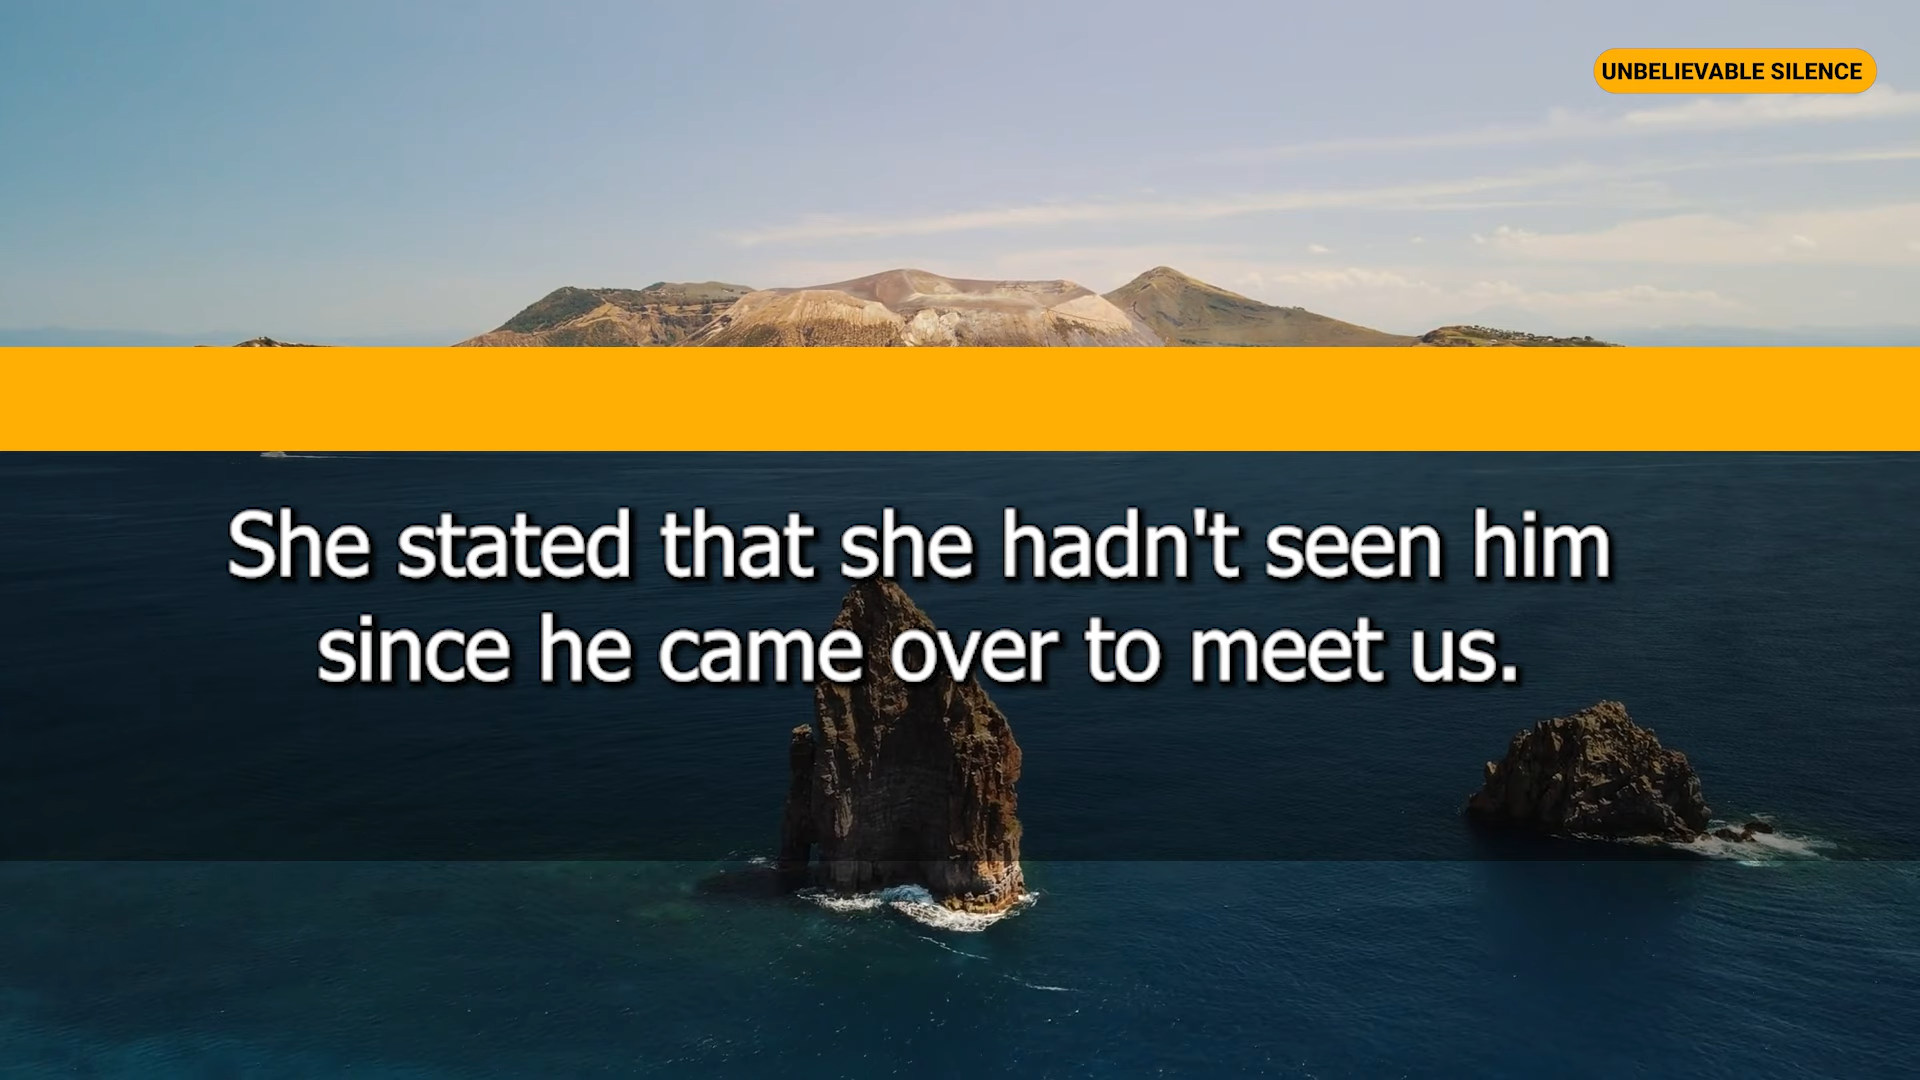 UNBELIEVABLE SILENCE
She stated that she hadn't seen him
since he came over to meet us.